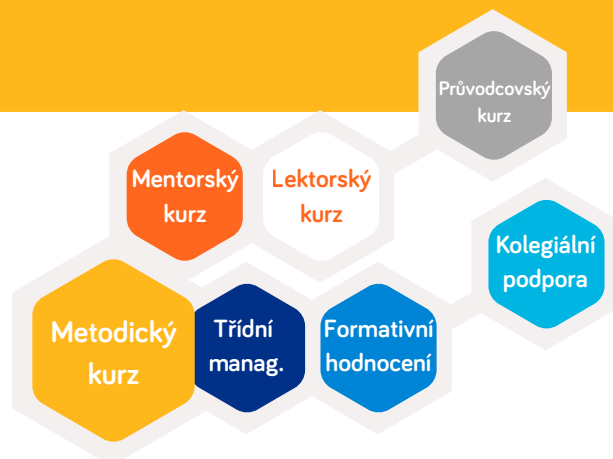 Průvodcovský
kurz
Mentorský
kurz
Lektorský
kurz
Kolegiální
podpora
Metodický
kurz
Třídní
manag.
Formativní
hodnocení